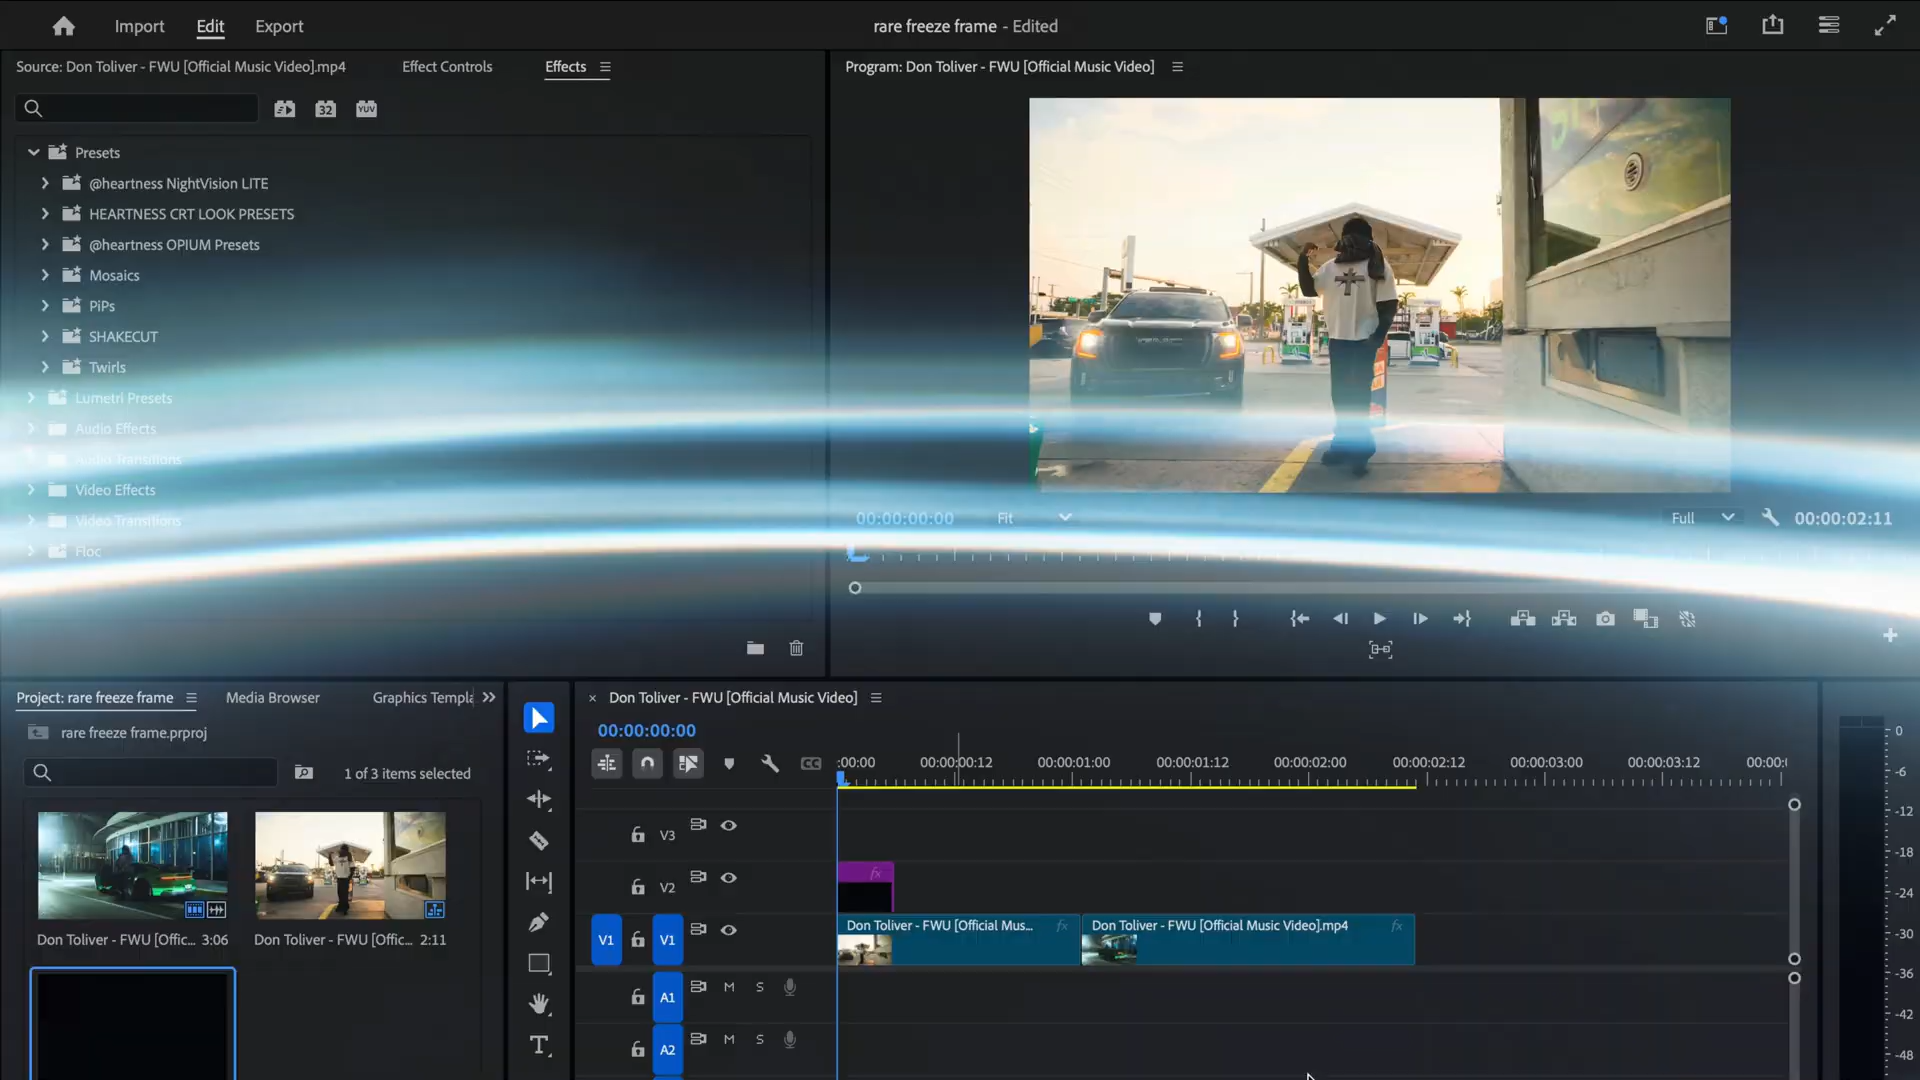 Import Edit Export
rare freeze frame - Edited
Source: Don Toliver - FWU [Official Music Video].mp4
Effect Controls
Effects
32
YUV
Presets
@heartness NightVision LITE
HEARTNESS CRT LOOK PRESETS
@heartness OPIUM Presets
Mosaics
PiPs
SHAKECUT
Twirls
Lumetri Presets
Audio Effects
Audio Transitions
Video Effects
Video Transitions
Floc
Program: Don Toliver - FWU [Official Music Video]
00:00:00:00
Fit
Full
00:00:02:11
Project: rare freeze frame
Media Browser
Graphics Templa
rare freeze frame.prproj
1 of 3 items selected
Don Toliver - FWU [Offic... 3:06
Don Toliver - FWU [Offic... 2:11
T
Don Toliver - FWU [Official Music Video]
00:00:00:00
CC
:00:00 00:00:00:12 00:00:01:00 00:00:01:12 00:00:02:00 00:00:02:12 00:00:03:00 00:00:03:12 00:00:
V3
V2
fx
V1 V1
Don Toliver - FWU [Official Mus... fx
Don Toliver - FWU [Official Music Video].mp4 fx
A1 M S
A2 M S
0
-6
-12
-18
-24
-30
-36
-42
-48